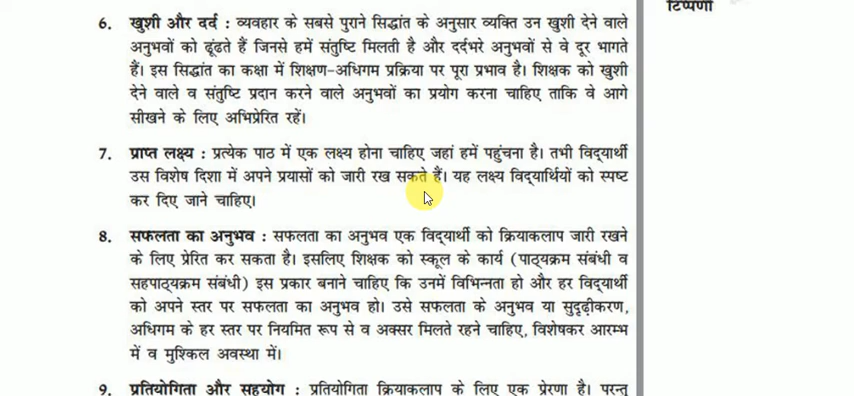 टिप्पणी
6. खुशी और दर्द : व्यवहार के सबसे पुराने सिद्धांत के अनुसार व्यक्ति उन खुशी देने वाले
अनुभवों को ढूंढते हैं जिनसे हमें संतुष्टि मिलती है और दर्दभरे अनुभवों से वे दूर भागते
हैं। इस सिद्धांत का कक्षा में शिक्षण-अधिगम प्रक्रिया पर पूरा प्रभाव है। शिक्षक को खुशी
देने वाले व संतुष्टि प्रदान करने वाले अनुभवों का प्रयोग करना चाहिए ताकि वे आगे
सीखने के लिए अभिप्रेरित रहें।
7. प्राप्त लक्ष्य : प्रत्येक पाठ में एक लक्ष्य होना चाहिए जहां हमें पहुंचना है। तभी विद्यार्थी
उस विशेष दिशा में अपने प्रयासों को जारी रख सकते हैं। यह लक्ष्य विद्यार्थियों को स्पष्ट
कर दिए जाने चाहिए।
8. सफलता का अनुभव : सफलता का अनुभव एक विद्यार्थी को क्रियाकलाप जारी रखने
के लिए प्रेरित कर सकता है। इसलिए शिक्षक को स्कूल के कार्य (पाठ्यक्रम संबंधी व
सहपाठ्यक्रम संबंधी) इस प्रकार बनाने चाहिए कि उनमें विभिन्नता हो और हर विद्यार्थी
को अपने स्तर पर सफलता का अनुभव हो। उसे सफलता के अनुभव या सुदृढ़ीकरण,
अधिगम के हर स्तर पर नियमित रूप से व अक्सर मिलते रहने चाहिए, विशेषकर आरम्भ
में व मुश्किल अवस्था में।
9. प्रतियोगिता और सहयोग : प्रतियोगिता क्रियाकलाप के लिए एक प्रेरणा है। परन्तु